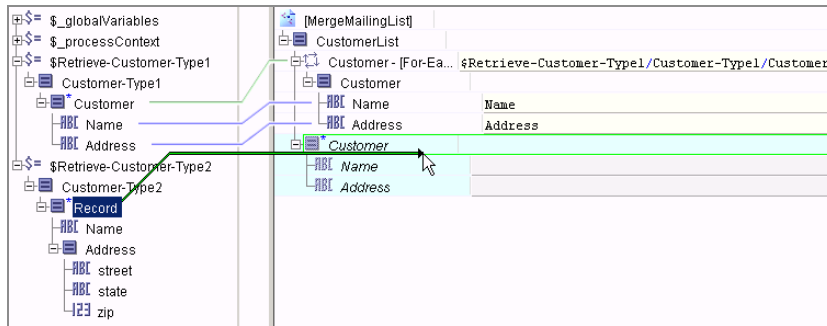 $_globalVariables
$_processContext
$Retrieve-Customer-Type1
Customer-Type1
Customer
Name
Address
$Retrieve-Customer-Type2
Customer-Type2
Record
Name
Address
street
state
zip
[MergeMailingList]
CustomerList
Customer - [For-Ea... $Retrieve-Customer-Type1/Customer-Type1/Customer
Customer
Name Name
Address Address
Customer
Name
Address